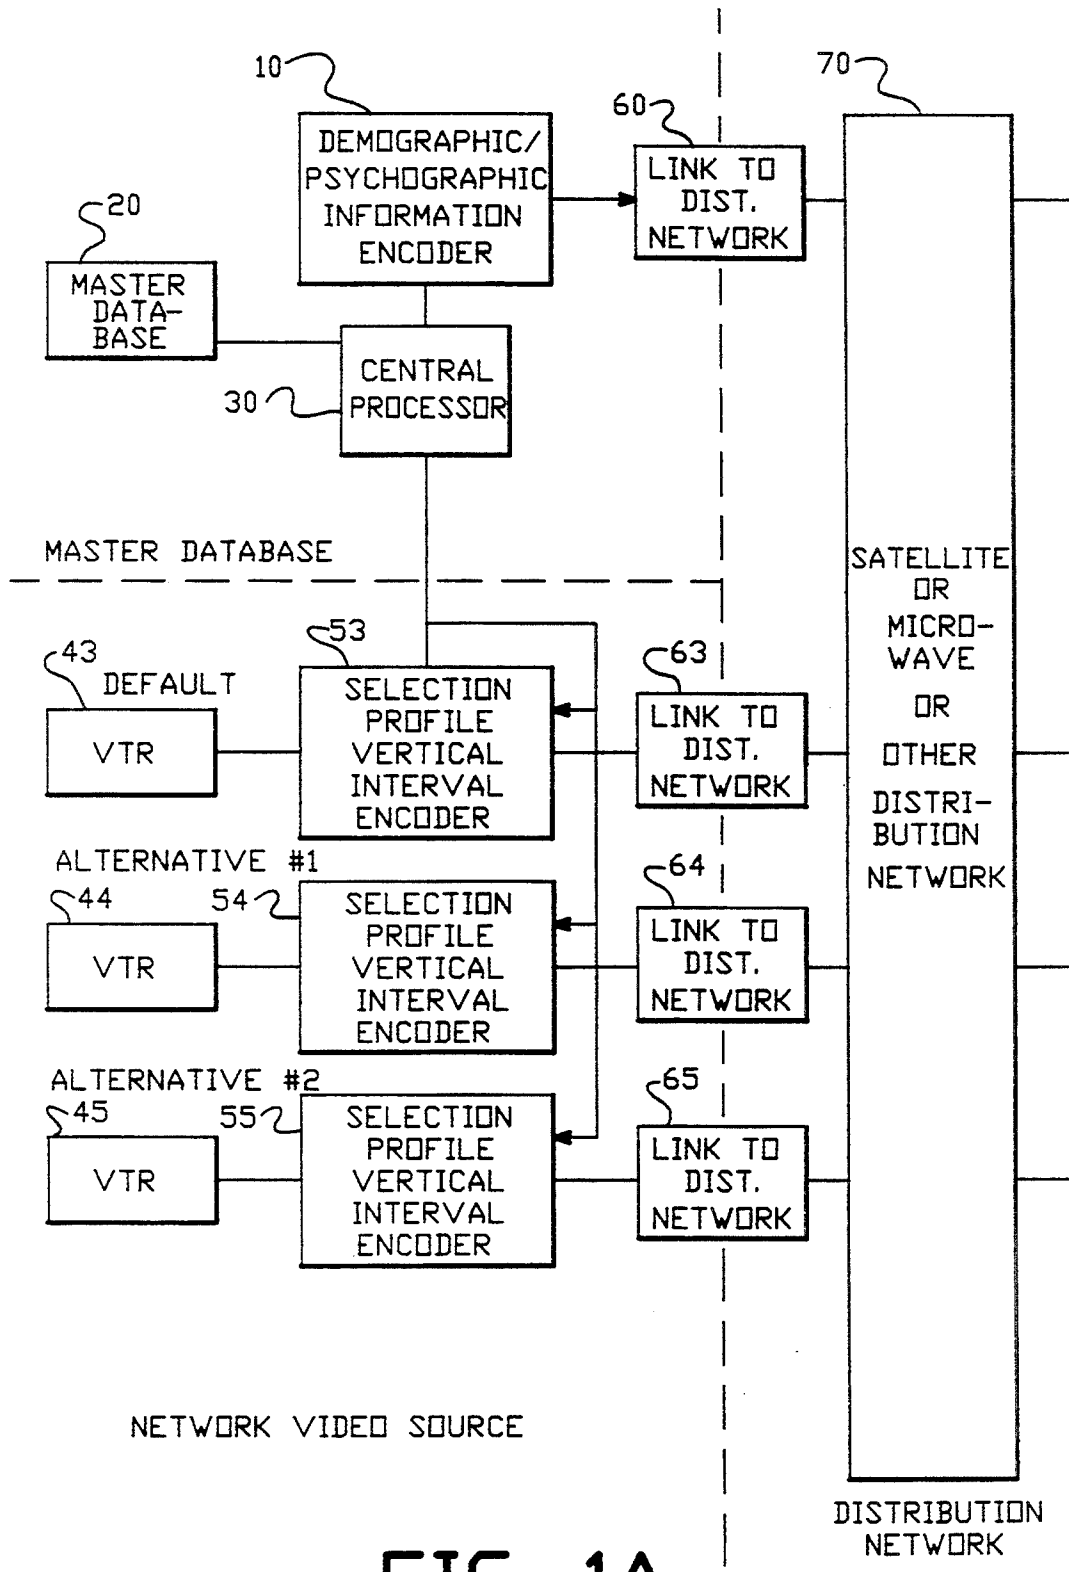 10
DEMOGRAPHIC/
PSYCHOGRAPHIC
INFORMATION
ENCODER
60
LINK TO
DIST.
NETWORK
70
20
MASTER
DATA-
BASE
30
CENTRAL
PROCESSOR
MASTER DATABASE
SATELLITE
OR
MICRO-
WAVE
OR
OTHER
DISTRI-
BUTION
NETWORK
43
DEFAULT
VTR
53
SELECTION
PROFILE
VERTICAL
INTERVAL
ENCODER
63
LINK TO
DIST.
NETWORK
ALTERNATIVE #1
44
VTR
54
SELECTION
PROFILE
VERTICAL
INTERVAL
ENCODER
64
LINK TO
DIST.
NETWORK
ALTERNATIVE #2
45
VTR
55
SELECTION
PROFILE
VERTICAL
INTERVAL
ENCODER
65
LINK TO
DIST.
NETWORK
NETWORK VIDEO SOURCE
DISTRIBUTION
NETWORK
FIG. 1A